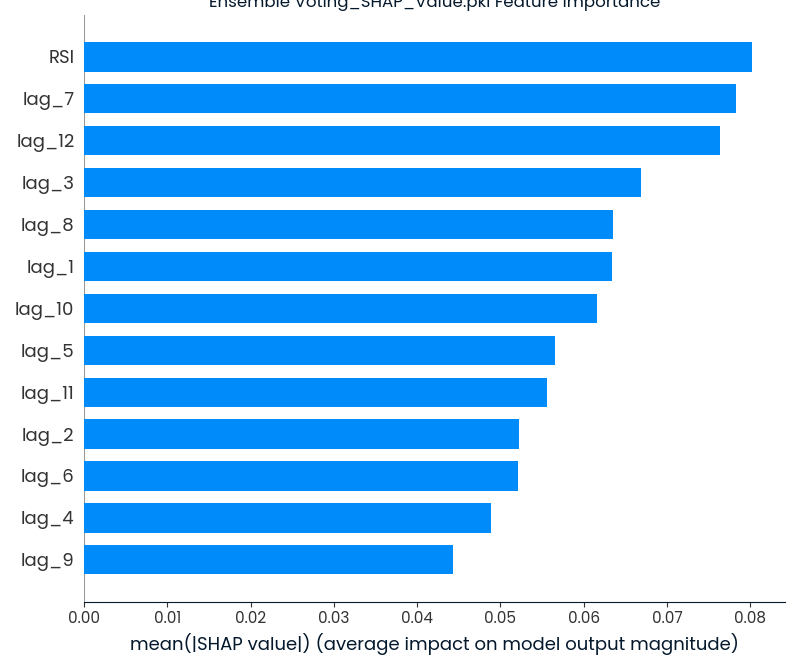 Ensemble Voting_SHAP_Value.pkl Feature Importance
RSI
lag_7
lag_12
lag_3
lag_8
lag_1
lag_10
lag_5
lag_11
lag_2
lag_6
lag_4
lag_9
0.00 0.01 0.02 0.03 0.04 0.05 0.06 0.07 0.08
mean(|SHAP value|) (average impact on model output magnitude)